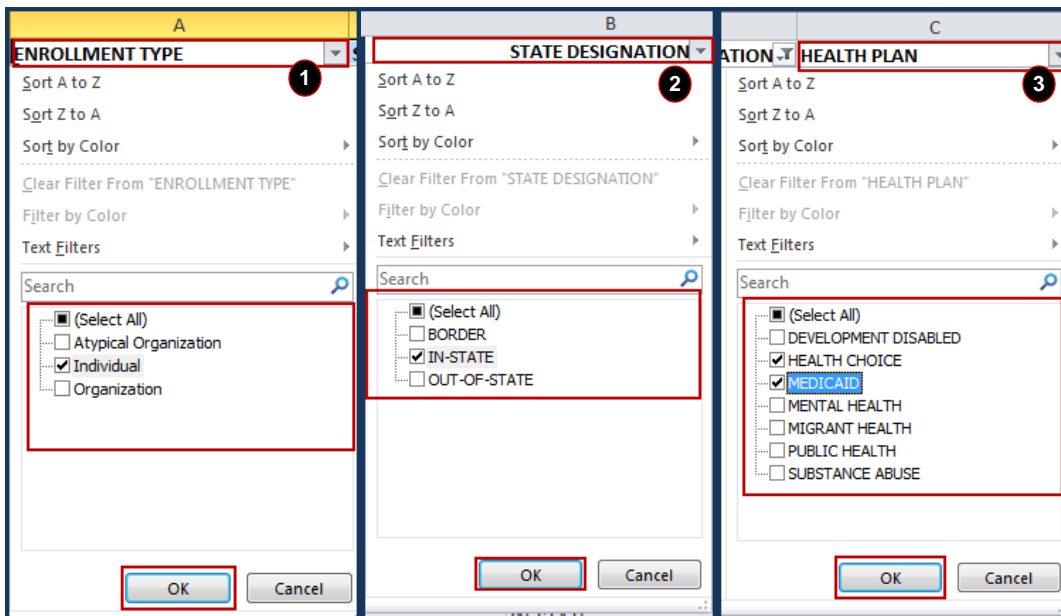 A
ENROLLMENT TYPE
1
Sort A to Z
Sort Z to A
Sort by Color
Clear Filter From "ENROLLMENT TYPE"
Filter by Color
Text Filters
Search
(Select All)
Atypical Organization
Individual
Organization
OK
Cancel
B
STATE DESIGNATION
2
Sort A to Z
Sort Z to A
Sort by Color
Clear Filter From "STATE DESIGNATION"
Filter by Color
Text Filters
Search
(Select All)
BORDER
IN-STATE
OUT-OF-STATE
OK
Cancel
C
ATION HEALTH PLAN
3
Sort A to Z
Sort Z to A
Sort by Color
Clear Filter From "HEALTH PLAN"
Filter by Color
Text Filters
Search
(Select All)
DEVELOPMENT DISABLED
HEALTH CHOICE
MEDICAID
MENTAL HEALTH
MIGRANT HEALTH
PUBLIC HEALTH
SUBSTANCE ABUSE
OK
Cancel